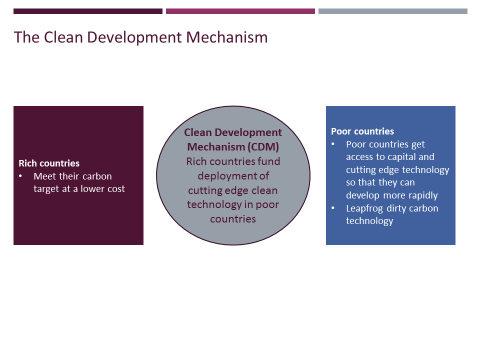 The Clean Development Mechanism
Rich countries
• Meet their carbon
target at a lower cost
Clean Development
Mechanism (CDM)
Rich countries fund
deployment of
cutting edge clean
technology in poor
countries
Poor countries
• Poor countries get
access to capital and
cutting edge technology
so that they can
develop more rapidly
• Leapfrog dirty carbon
technology